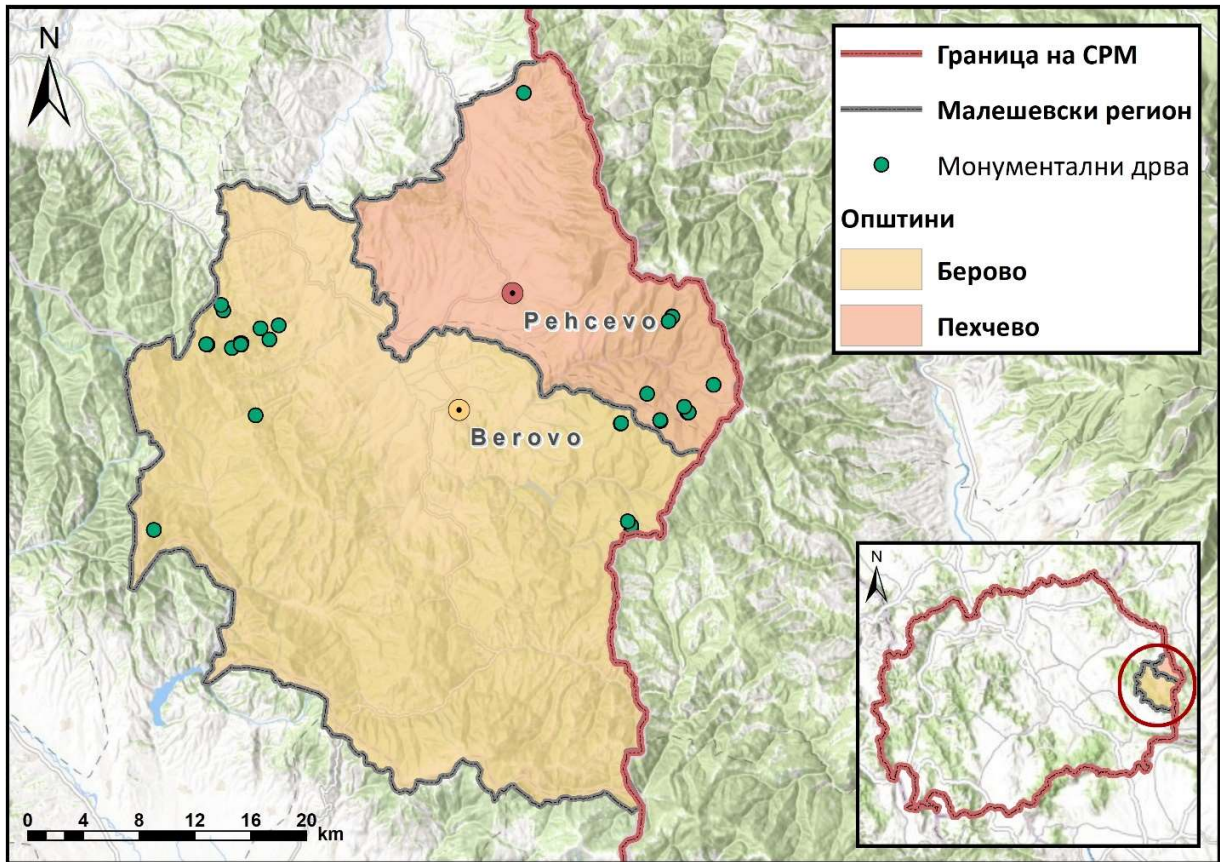 N
Граница на СРМ
Малешевски регион
Монументални дрва
Општини
Берово
Пехчево
Pehcevo
Berovo
N
0 4 8 12 16 20
km